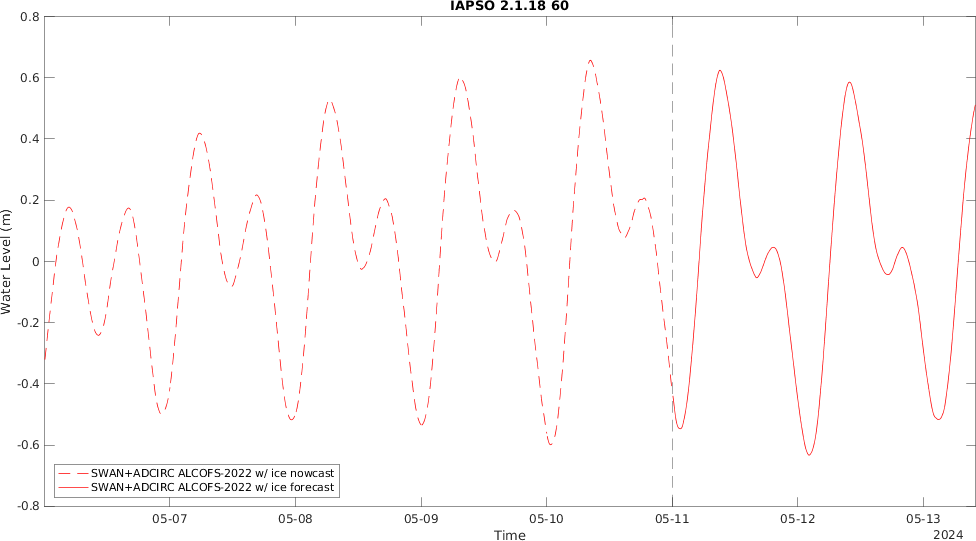 IAPSO 2.1.18 60
0.8
0.6
0.4
0.2
0
-0.2
-0.4
-0.6
-0.8
Water Level (m)
SWAN+ADCIRC ALCOFS-2022 w/ ice nowcast
SWAN+ADCIRC ALCOFS-2022 w/ ice forecast
05-07 05-08 05-09 05-10 05-11 05-12 05-13
Time
2024